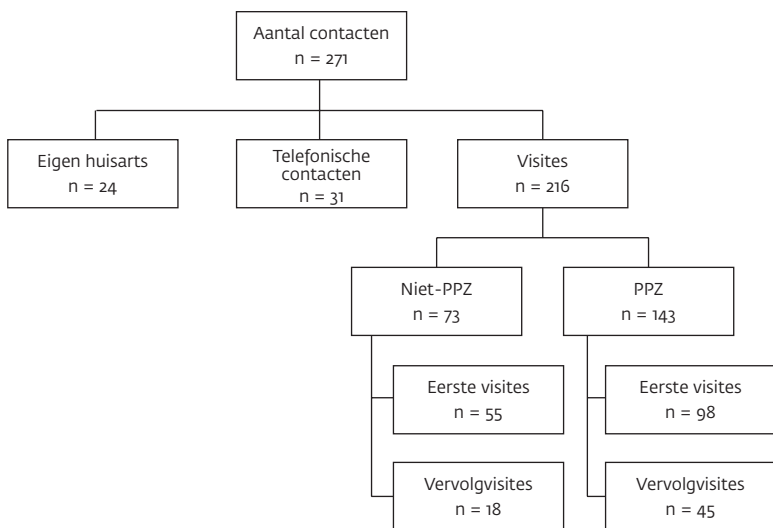 Aantal contacten
n = 271
Eigen huisarts
n = 24
Telefonische
contacten
n = 31
Visites
n = 216
Niet-PPZ
n = 73
PPZ
n = 143
Eerste visites
n = 55
Eerste visites
n = 98
Vervolgvisites
n = 18
Vervolgvisites
n = 45